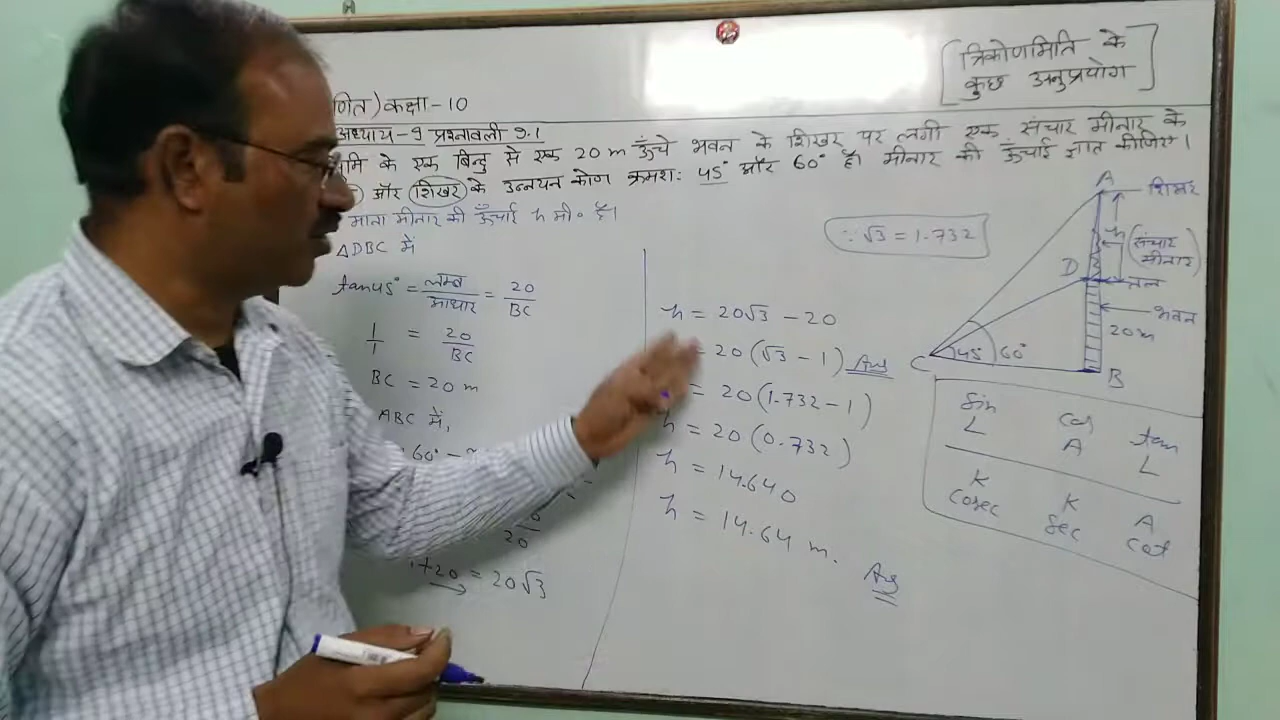 त्रिकोणमिति के
कुछ अनुप्रयोग
कक्षा-10
अध्याय-9 प्रश्नावली 9.1
के एक बिन्दु से एक 20 m ऊँचे भवन के शिखर पर लगी एक संचार मीनार के
और शिखर के उन्नयन कोण क्रमश: 45° और 60° है। मीनार की ऊँचाई ज्ञात कीजिए।
माना मीनार की ऊँचाई h मी० है।
ΔDBC में
tan45° = लम्ब/आधार = 20/BC
1/1 = 20/BC
BC = 20 m
ABC में,
60° =
20
+20 = 20√3
∵ √3 = 1.732
h = 20√3 - 20
= 20(√3 - 1) Ans
= 20(1.732 - 1)
h = 20(0.732)
h = 14.640
h = 14.64 m.
Ans
A शिखर
h (संचार मीनार)
D तल
भवन
20m
C 45° 60° B
Sin
L
K
Cosec
Cos
A
K
Sec
tan
L
A
Cot